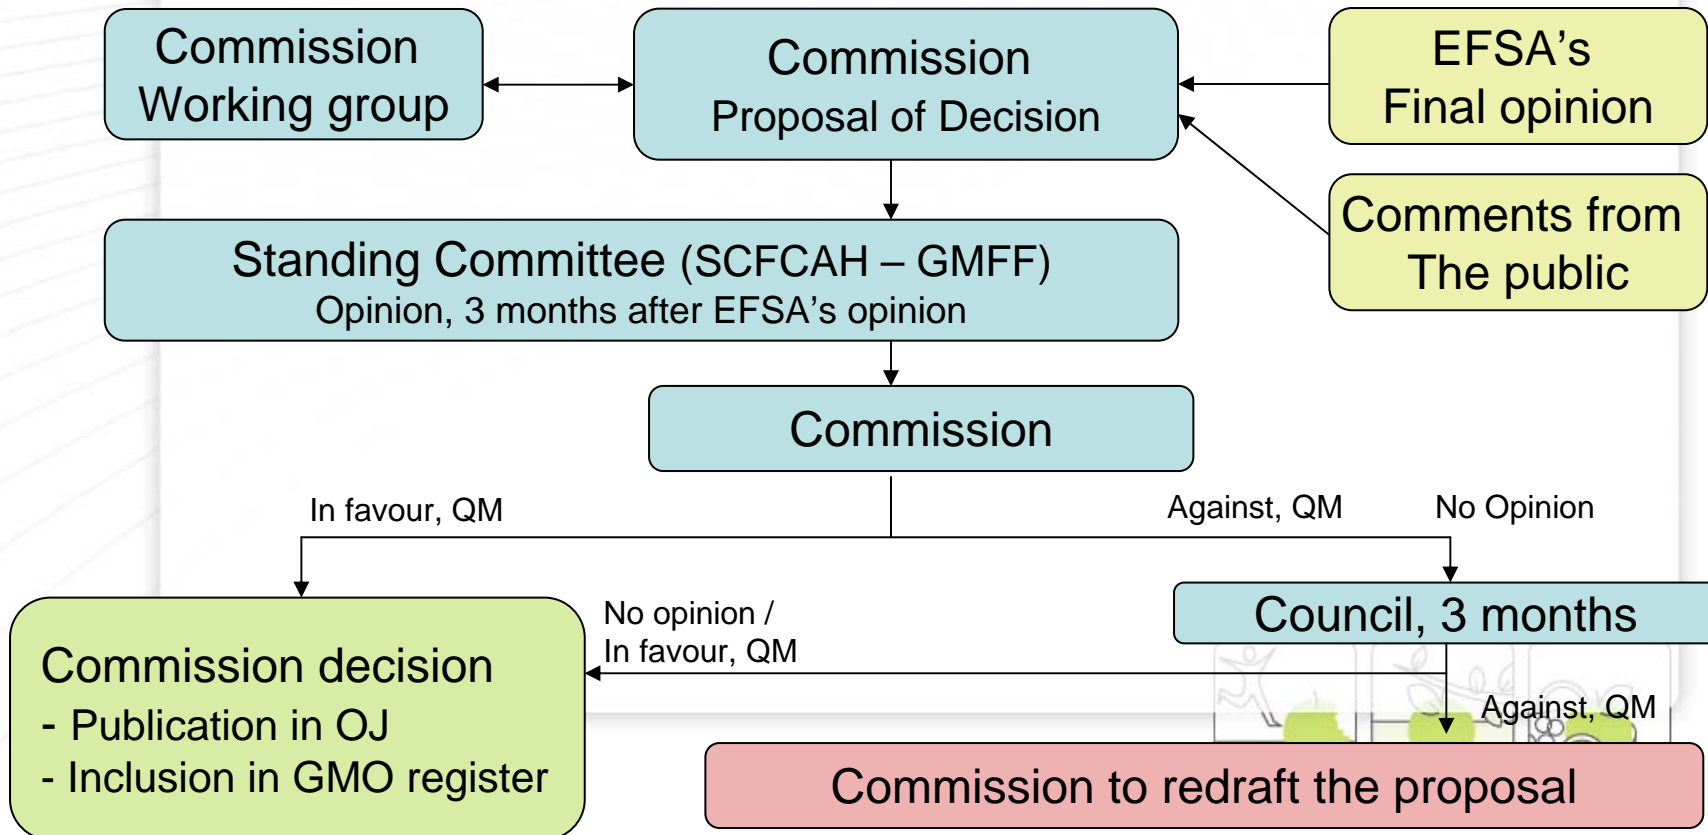 Commission
Working group
Commission
Proposal of Decision
EFSA’s
Final opinion
Comments from
The public
Standing Committee (SCFCAH – GMFF)
Opinion, 3 months after EFSA’s opinion
Commission
In favour, QM
Against, QM
No Opinion
Council, 3 months
No opinion /
In favour, QM
Commission decision
- Publication in OJ
- Inclusion in GMO register
Against, QM
Commission to redraft the proposal